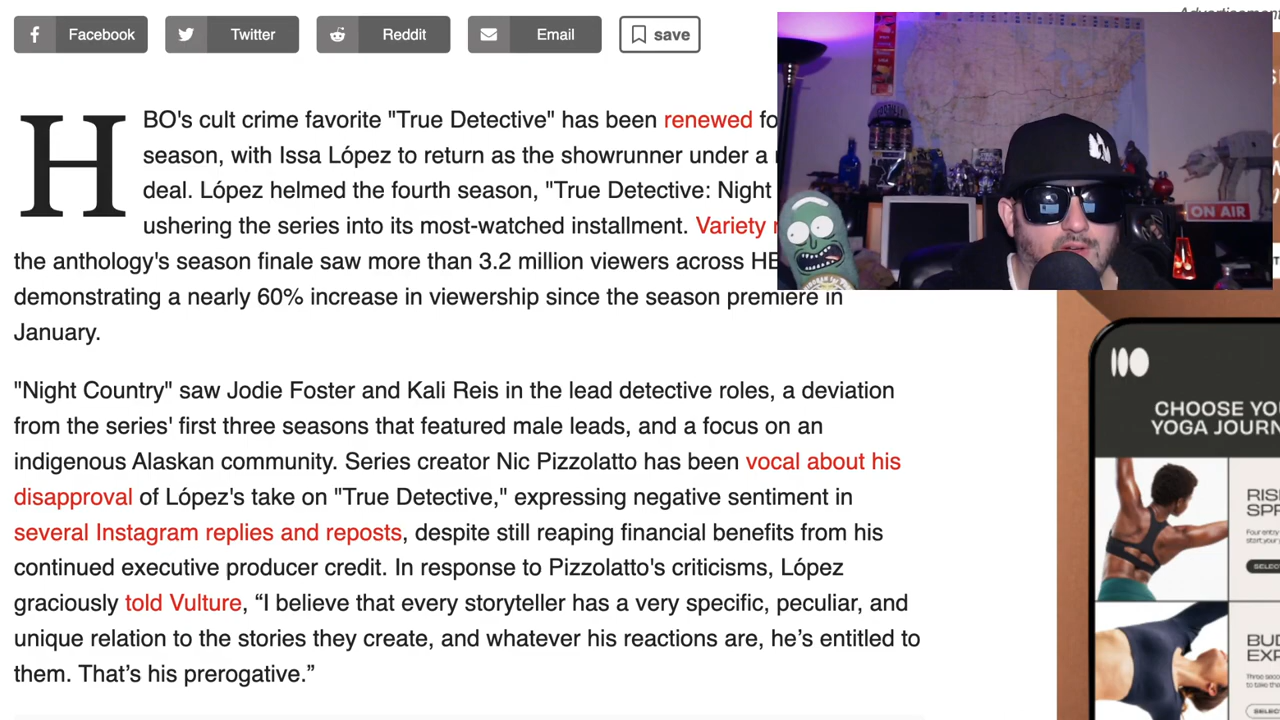 Advertisement
Facebook
Twitter
Reddit
Email
save
HBO's cult crime favorite "True Detective" has been renewed fo
season, with Issa López to return as the showrunner under a
deal. López helmed the fourth season, "True Detective: Night
ushering the series into its most-watched installment. Variety
the anthology's season finale saw more than 3.2 million viewers across HB
demonstrating a nearly 60% increase in viewership since the season premiere in
January.
"Night Country" saw Jodie Foster and Kali Reis in the lead detective roles, a deviation
from the series' first three seasons that featured male leads, and a focus on an
indigenous Alaskan community. Series creator Nic Pizzolatto has been vocal about his
disapproval of López's take on "True Detective," expressing negative sentiment in
several Instagram replies and reposts, despite still reaping financial benefits from his
continued executive producer credit. In response to Pizzolatto's criticisms, López
graciously told Vulture, “I believe that every storyteller has a very specific, peculiar, and
unique relation to the stories they create, and whatever his reactions are, he’s entitled to
them. That’s his prerogative.”
ON AIR
CHOOSE YO
YOGA JOURN
RIS
SPR
SELEC
BUD
EXP
SELEC